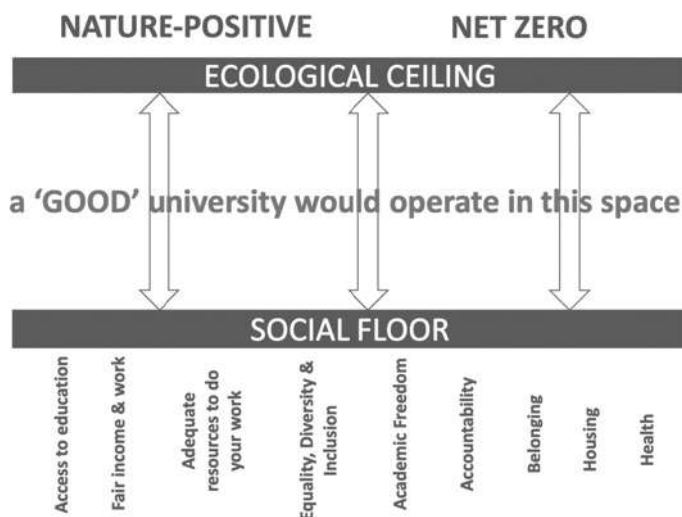 NATURE-POSITIVE
NET ZERO
ECOLOGICAL CEILING
a ‘GOOD’ university would operate in this space
SOCIAL FLOOR
Access to education
Fair income & work
Adequate
resources to do
your work
Equality, Diversity &
Inclusion
Academic Freedom
Accountability
Belonging
Housing
Health